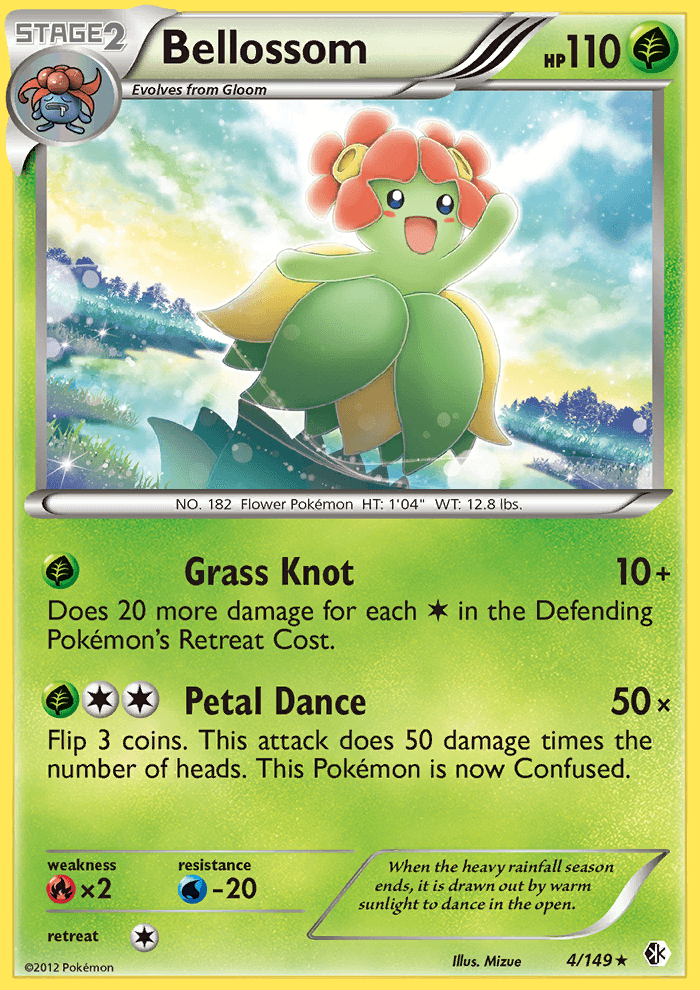 STAGE2
Bellossom
HP110
Evolves from Gloom
NO. 182 Flower Pokémon HT: 1'04" WT: 12.8 lbs.
Grass Knot 10+
Does 20 more damage for each in the Defending
Pokémon's Retreat Cost.
Petal Dance 50×
Flip 3 coins. This attack does 50 damage times the
number of heads. This Pokémon is now Confused.
weakness resistance
×2 -20
retreat
When the heavy rainfall season
ends, it is drawn out by warm
sunlight to dance in the open.
©2012 Pokémon
Illus. Mizue 4/149★